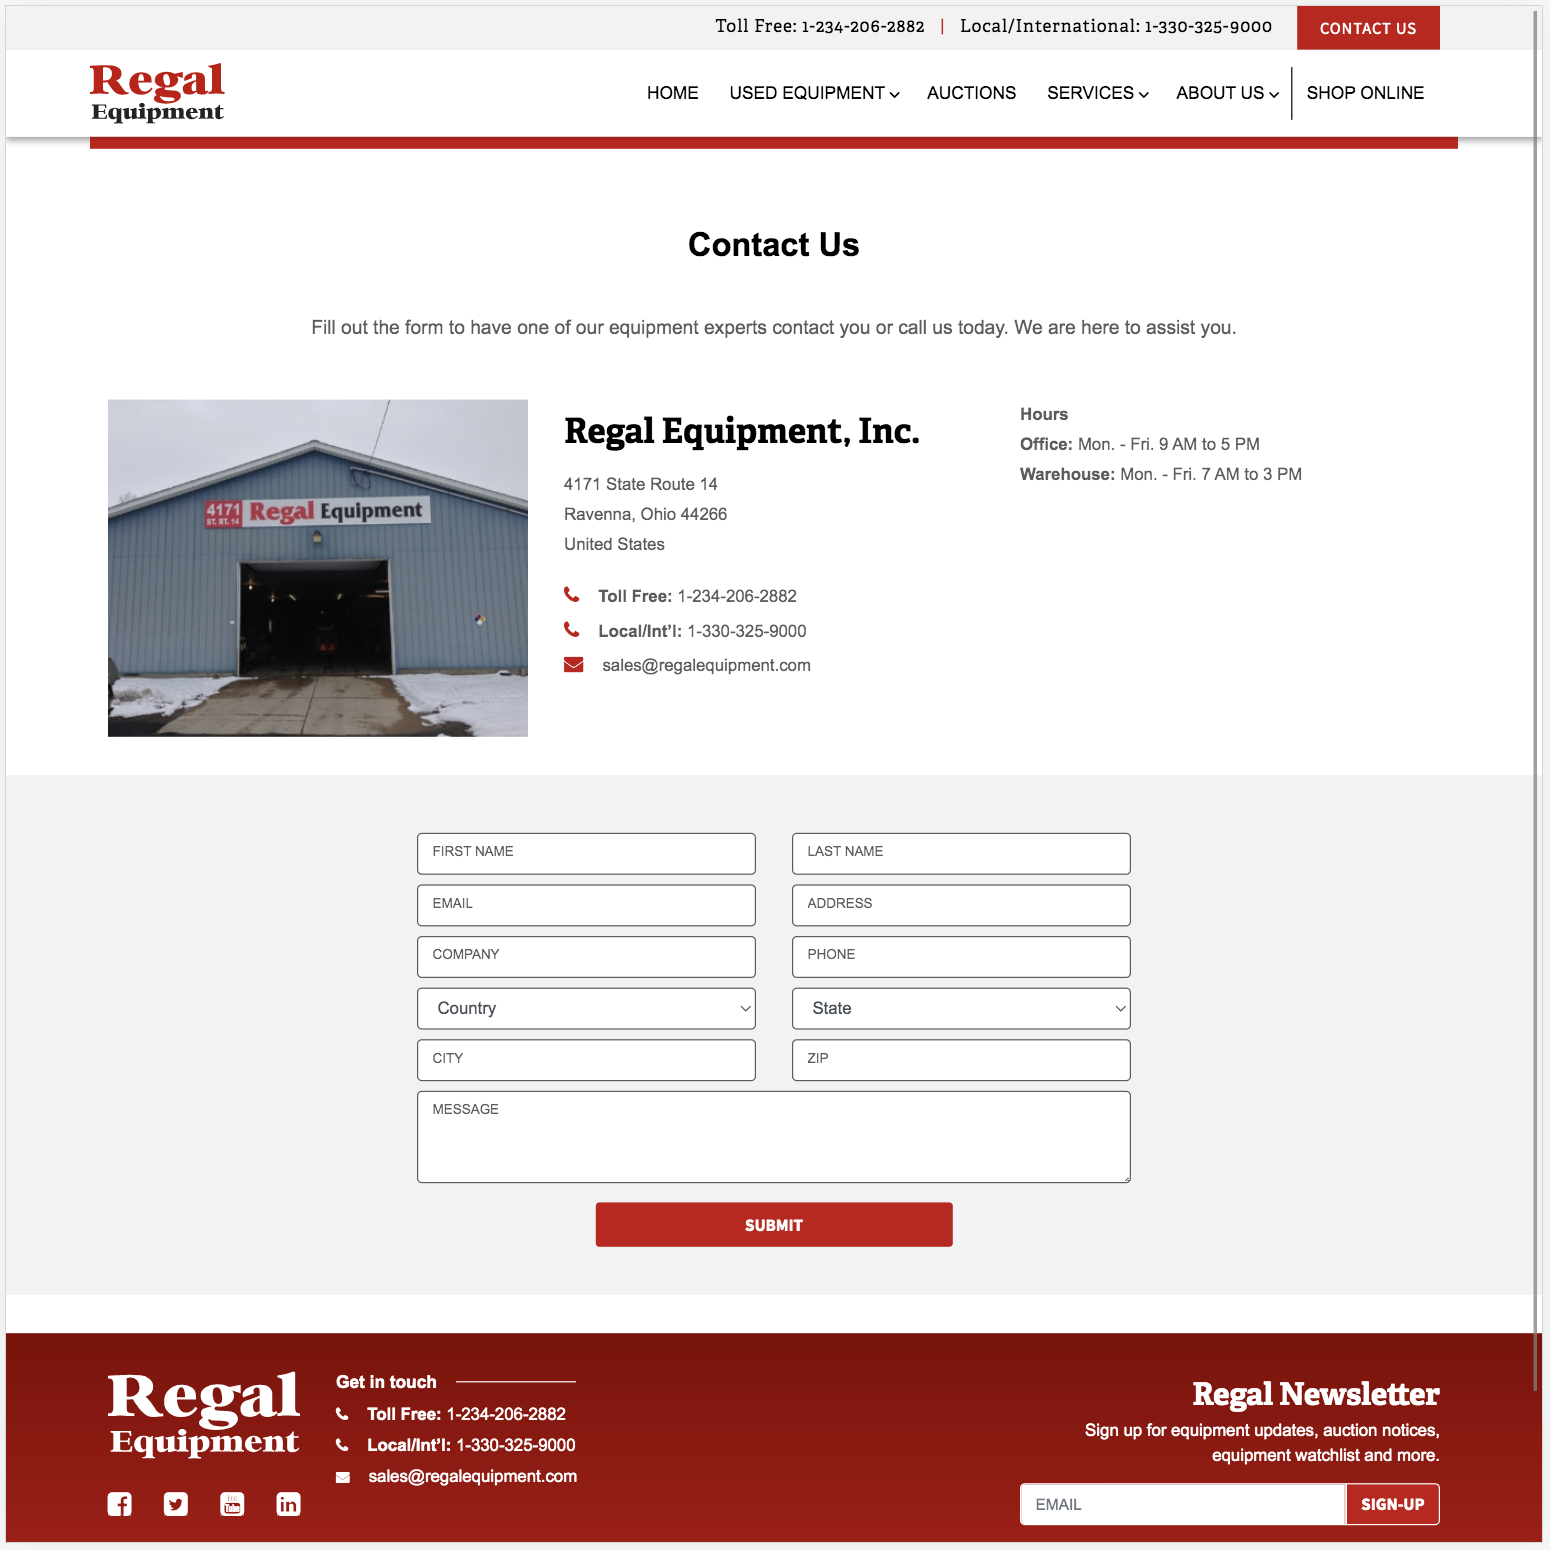 Toll Free: 1-234-206-2882 | Local/International: 1-330-325-9000 CONTACT US
Regal
Equipment
HOME USED EQUIPMENT AUCTIONS SERVICES ABOUT US SHOP ONLINE
Contact Us
Fill out the form to have one of our equipment experts contact you or call us today. We are here to assist you.
4171
ST. RT. 14
Regal Equipment
Regal Equipment, Inc.
4171 State Route 14
Ravenna, Ohio 44266
United States
Toll Free: 1-234-206-2882
Local/Int'l: 1-330-325-9000
sales@regalequipment.com
Hours
Office: Mon. - Fri. 9 AM to 5 PM
Warehouse: Mon. - Fri. 7 AM to 3 PM
FIRST NAME LAST NAME
EMAIL ADDRESS
COMPANY PHONE
Country State
CITY ZIP
MESSAGE
SUBMIT
Regal
Equipment
Get in touch
Toll Free: 1-234-206-2882
Local/Int'l: 1-330-325-9000
sales@regalequipment.com
Regal Newsletter
Sign up for equipment updates, auction notices,
equipment watchlist and more.
EMAIL SIGN-UP